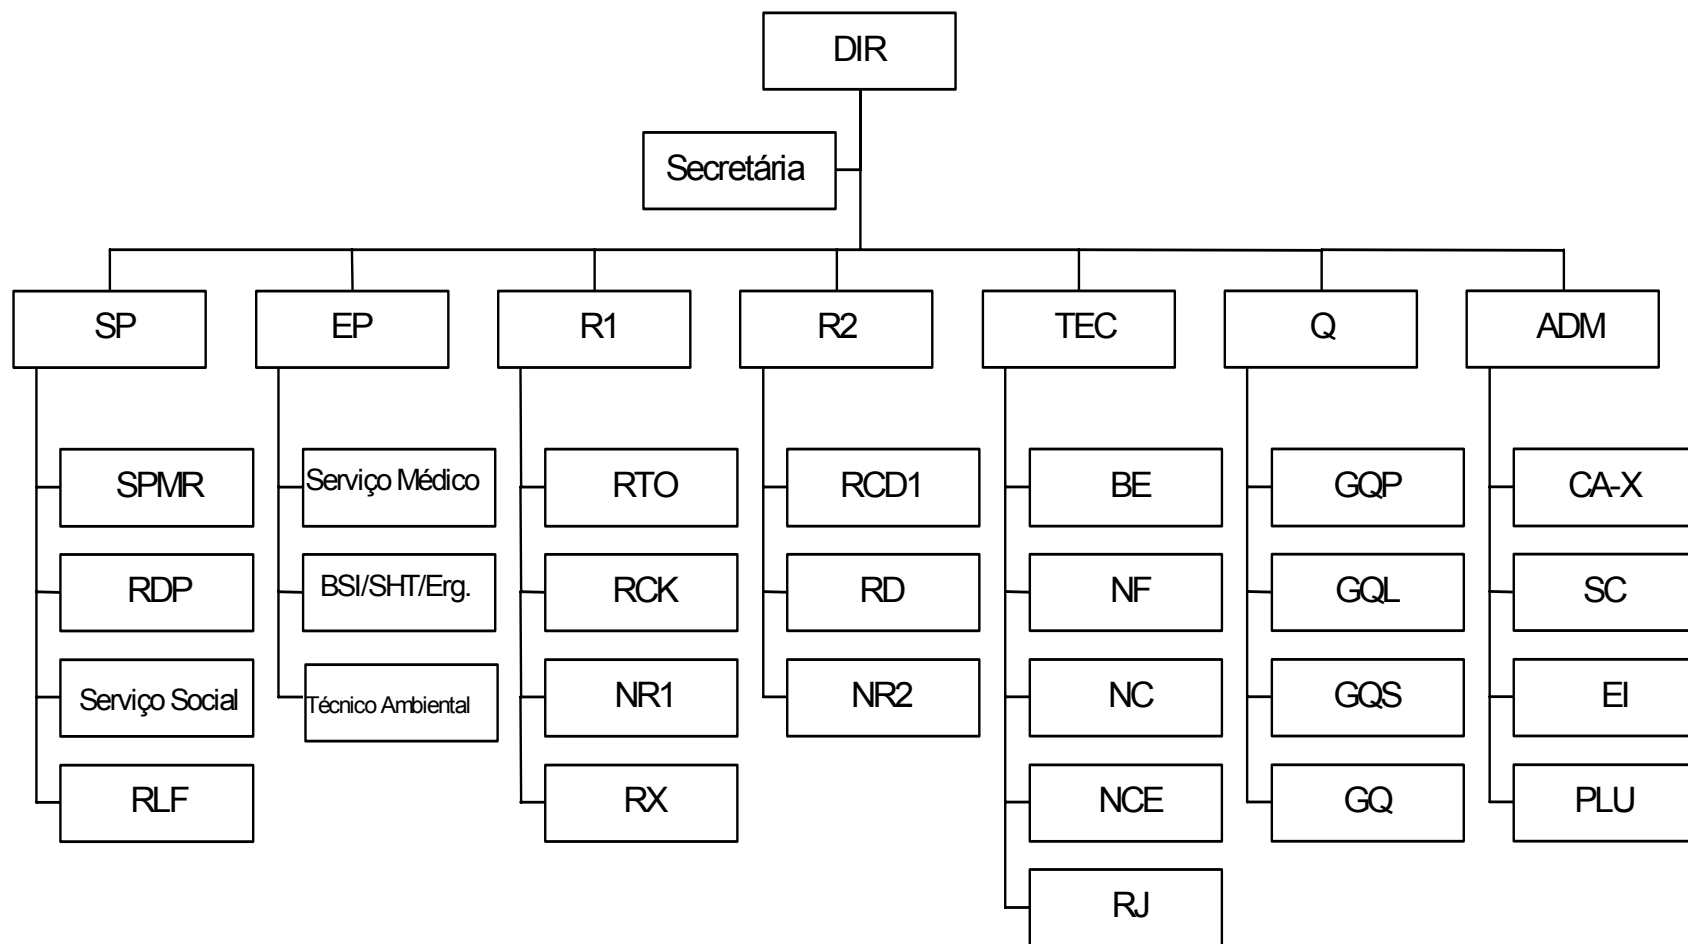 DIR
Secretária
SP
EP
R1
R2
TEC
Q
ADM
SPMR
Serviço Médico
RTO
RCD1
BE
GQP
CA-X
RDP
BSI/SHT/Erg.
RCK
RD
NF
GQL
SC
Serviço Social
Técnico Ambiental
NR1
NR2
NC
GQS
EI
RLF
RX
NCE
GQ
PLU
RJ